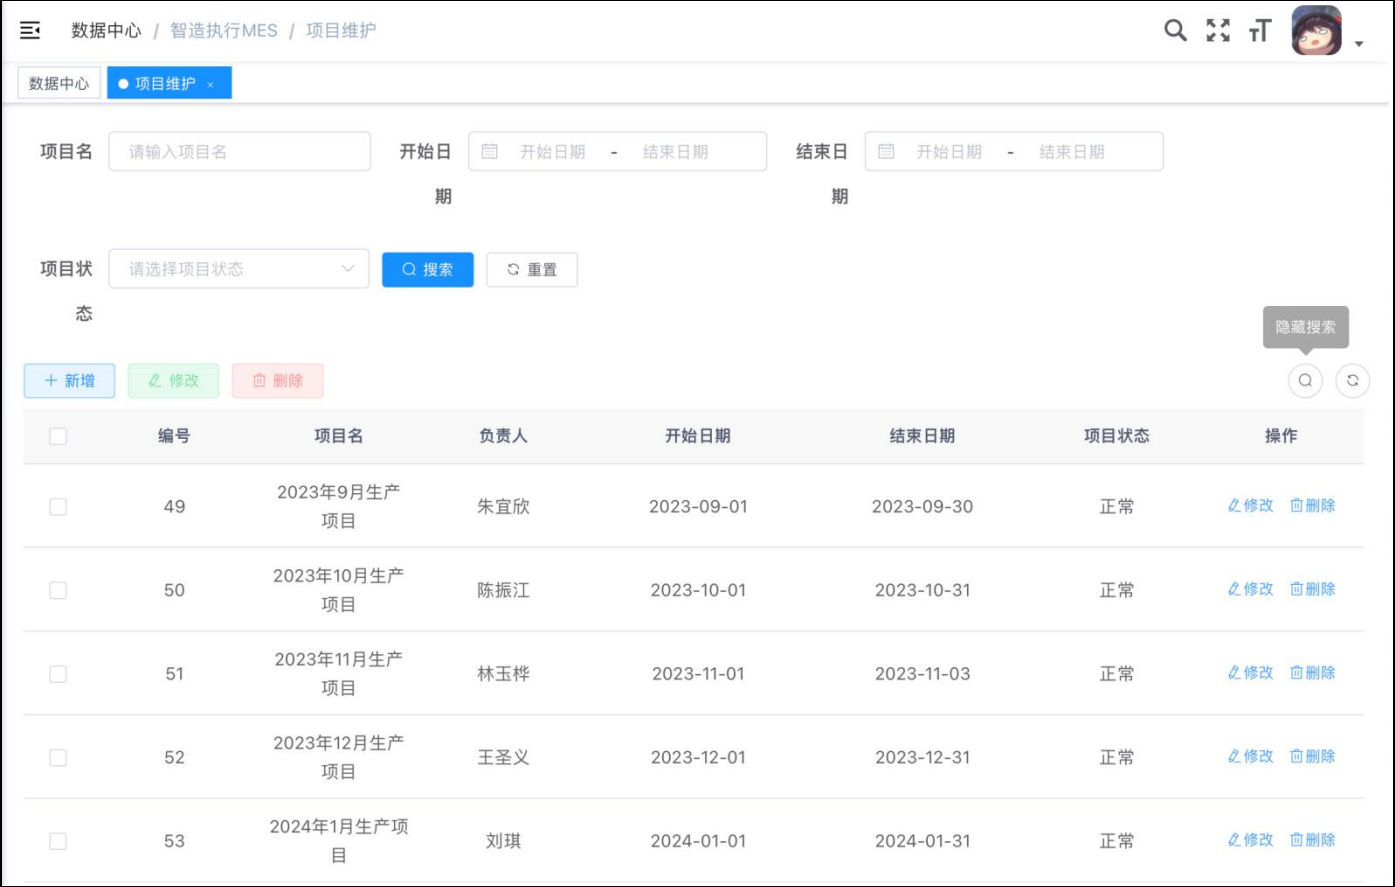 数据中心 / 智造执行MES / 项目维护
数据中心 项目维护 ×
项目名 请输入项目名 开始日期 开始日期 - 结束日期 结束日期 开始日期 - 结束日期
项目状态 请选择项目状态 搜索 重置
隐藏搜索
+ 新增 修改 删除
编号 项目名 负责人 开始日期 结束日期 项目状态 操作
49 2023年9月生产项目 朱宜欣 2023-09-01 2023-09-30 正常 修改 删除
50 2023年10月生产项目 陈振江 2023-10-01 2023-10-31 正常 修改 删除
51 2023年11月生产项目 林玉桦 2023-11-01 2023-11-03 正常 修改 删除
52 2023年12月生产项目 王圣义 2023-12-01 2023-12-31 正常 修改 删除
53 2024年1月生产项目 刘琪 2024-01-01 2024-01-31 正常 修改 删除